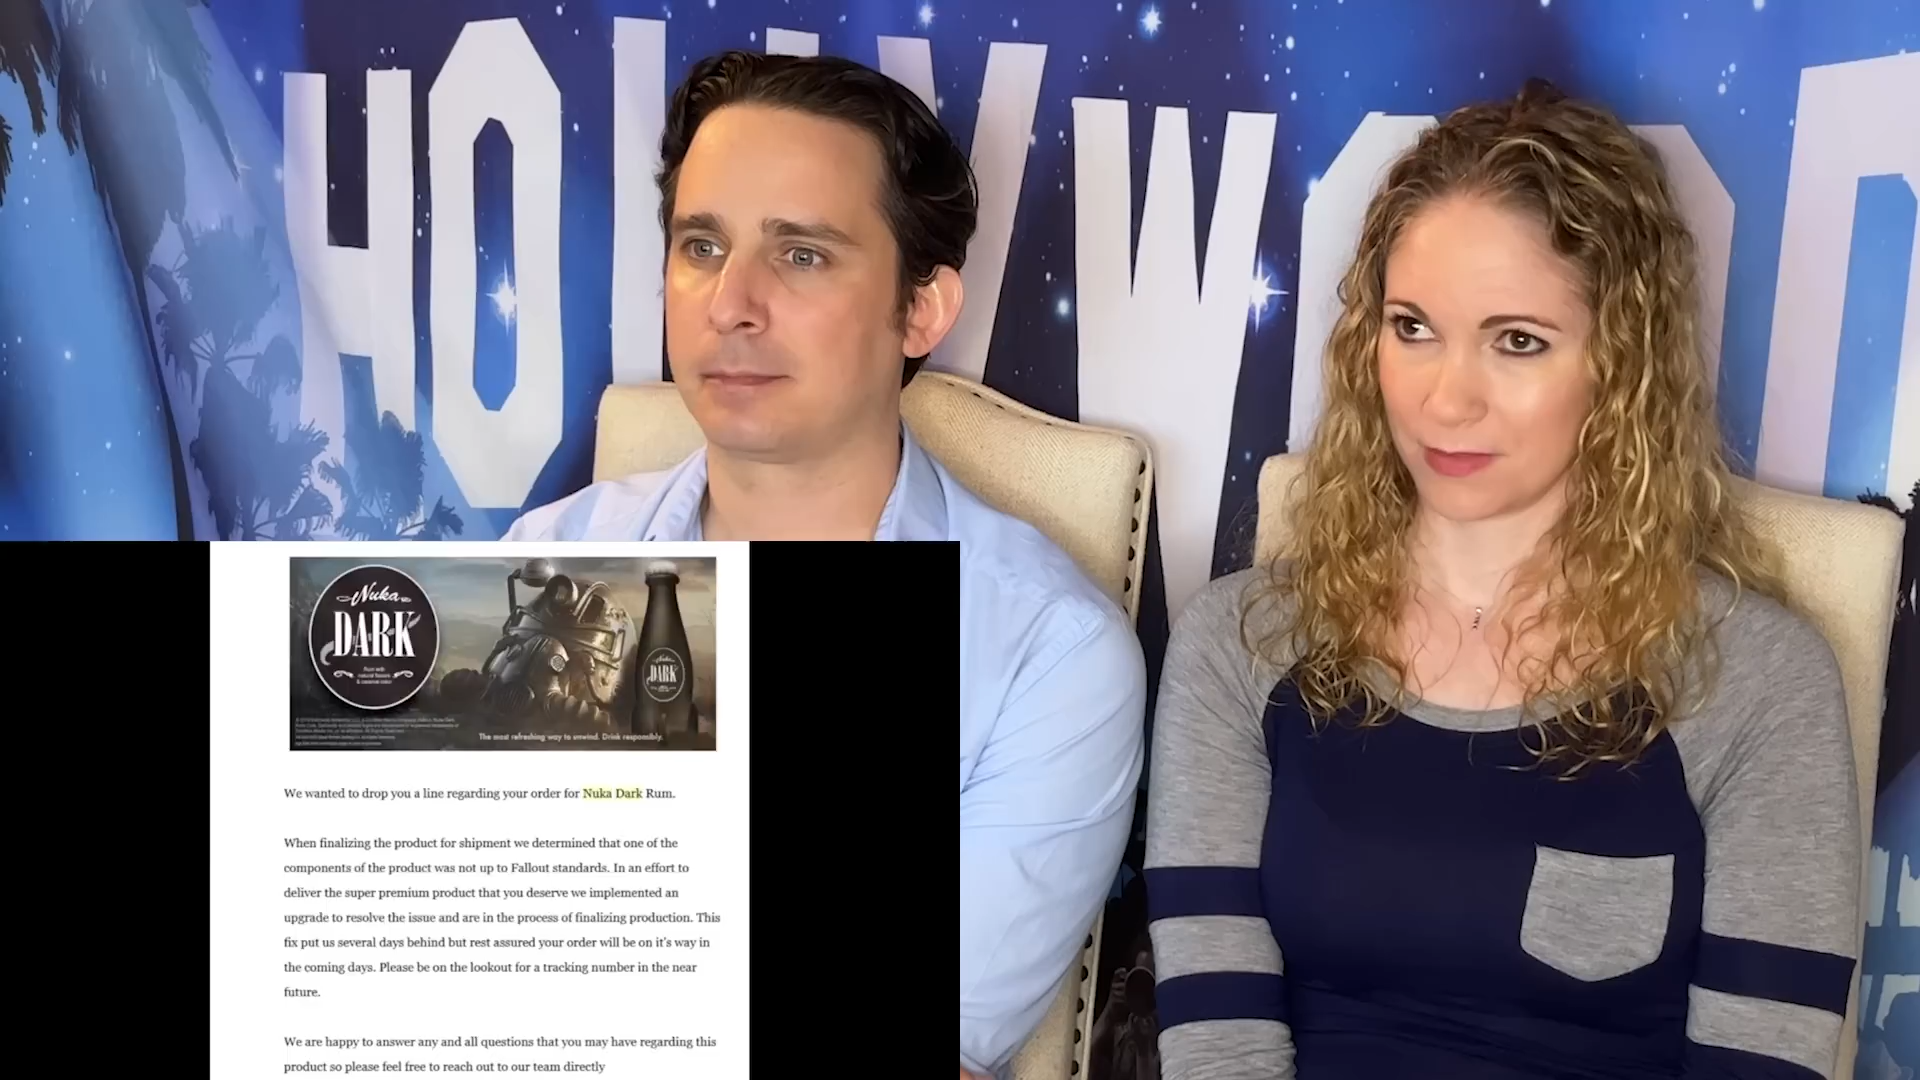 HOLLYWOOD
Nuka
DARK
Rum with
natural flavors
& caramel color
Nuka
DARK
The most refreshing way to unwind. Drink responsibly.
We wanted to drop you a line regarding your order for Nuka Dark Rum.
When finalizing the product for shipment we determined that one of the
components of the product was not up to Fallout standards. In an effort to
deliver the super premium product that you deserve we implemented an
upgrade to resolve the issue and are in the process of finalizing production. This
fix put us several days behind but rest assured your order will be on it's way in
the coming days. Please be on the lookout for a tracking number in the near
future.
We are happy to answer any and all questions that you may have regarding this
product so please feel free to reach out to our team directly